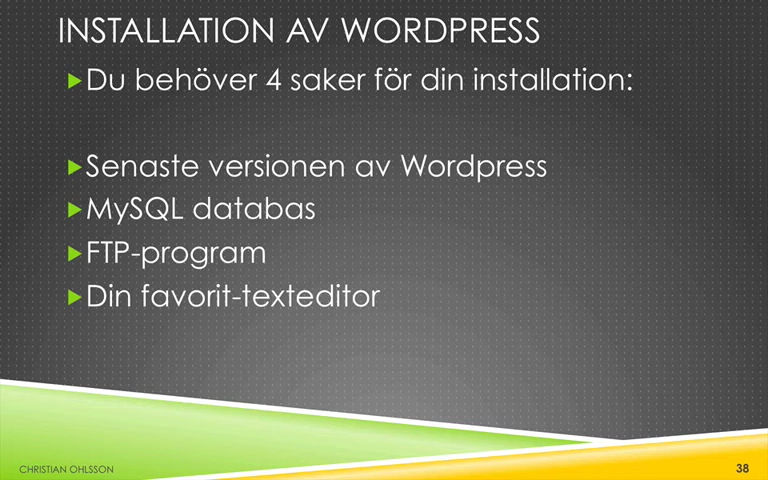 INSTALLATION AV WORDPRESS
Du behöver 4 saker för din installation:
Senaste versionen av Wordpress
MySQL databas
FTP-program
Din favorit-texteditor
CHRISTIAN OHLSSON
38